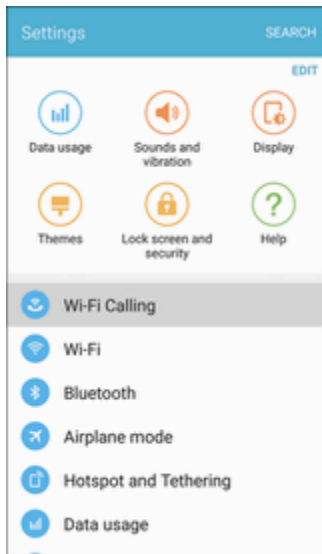 Settings SEARCH
EDIT
Data usage Sounds and vibration Display
Themes Lock screen and security Help
Wi-Fi Calling
Wi-Fi
Bluetooth
Airplane mode
Hotspot and Tethering
Data usage